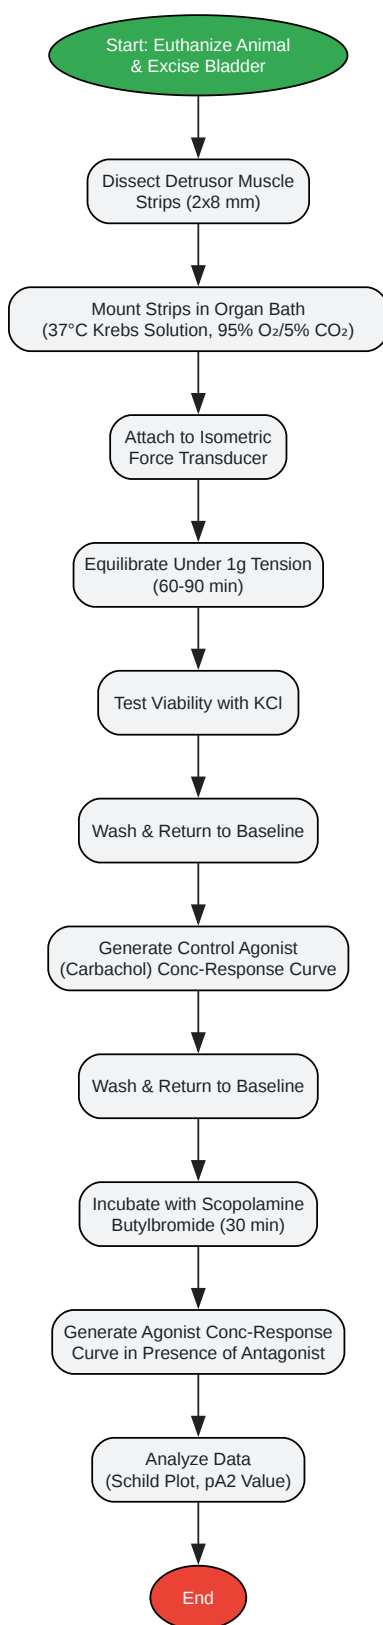 Start: Euthanize Animal
& Excise Bladder
Dissect Detrusor Muscle
Strips (2x8 mm)
Mount Strips in Organ Bath
(37°C Krebs Solution, 95% O₂/5% CO₂)
Attach to Isometric
Force Transducer
Equilibrate Under 1g Tension
(60-90 min)
Test Viability with KCl
Wash & Return to Baseline
Generate Control Agonist
(Carbachol) Conc-Response Curve
Wash & Return to Baseline
Incubate with Scopolamine
Butylbromide (30 min)
Generate Agonist Conc-Response
Curve in Presence of Antagonist
Analyze Data
(Schild Plot, pA2 Value)
End